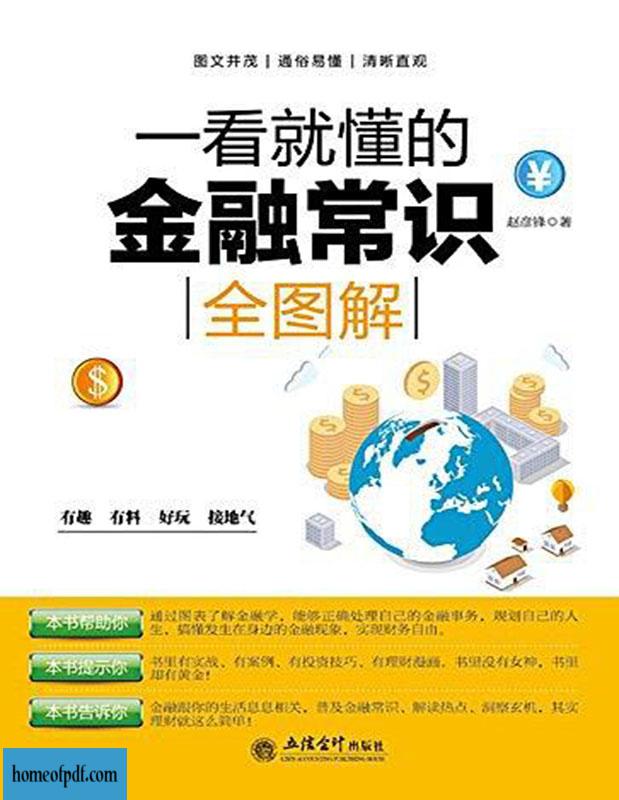 图文并茂 | 通俗易懂 | 清晰直观
一看就懂的
金融常识
赵彦锋◎著
全图解
有趣 有料 好玩 接地气
本书帮助你
通过图表了解金融学，能够正确处理自己的金融事务，规划自己的人
生，搞懂发生在身边的金融现象，实现财务自由。
本书提示你
书里有实战、有案例、有投资技巧、有理财漫画，书里没有女神，书里
却有黄金！
本书告诉你
金融跟你的生活息息相关，普及金融常识、解读热点、洞察玄机，其实
理财就这么简单！
立信会计出版社
LIXIN ACCOUNTING PUBLISHING HOUSE
homeofpdf.com